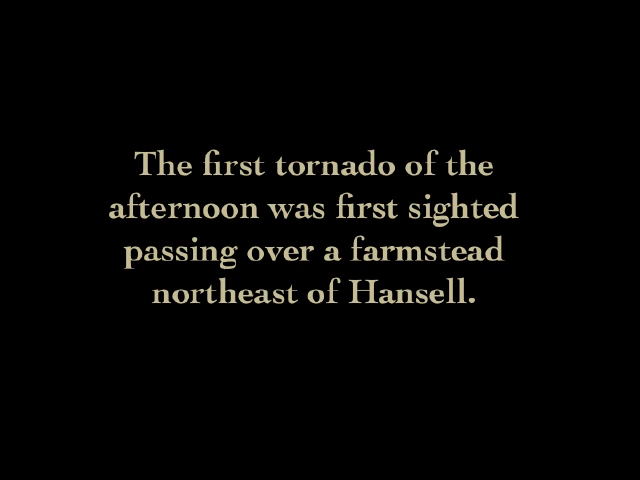 The first tornado of the
afternoon was first sighted
passing over a farmstead
northeast of Hansell.